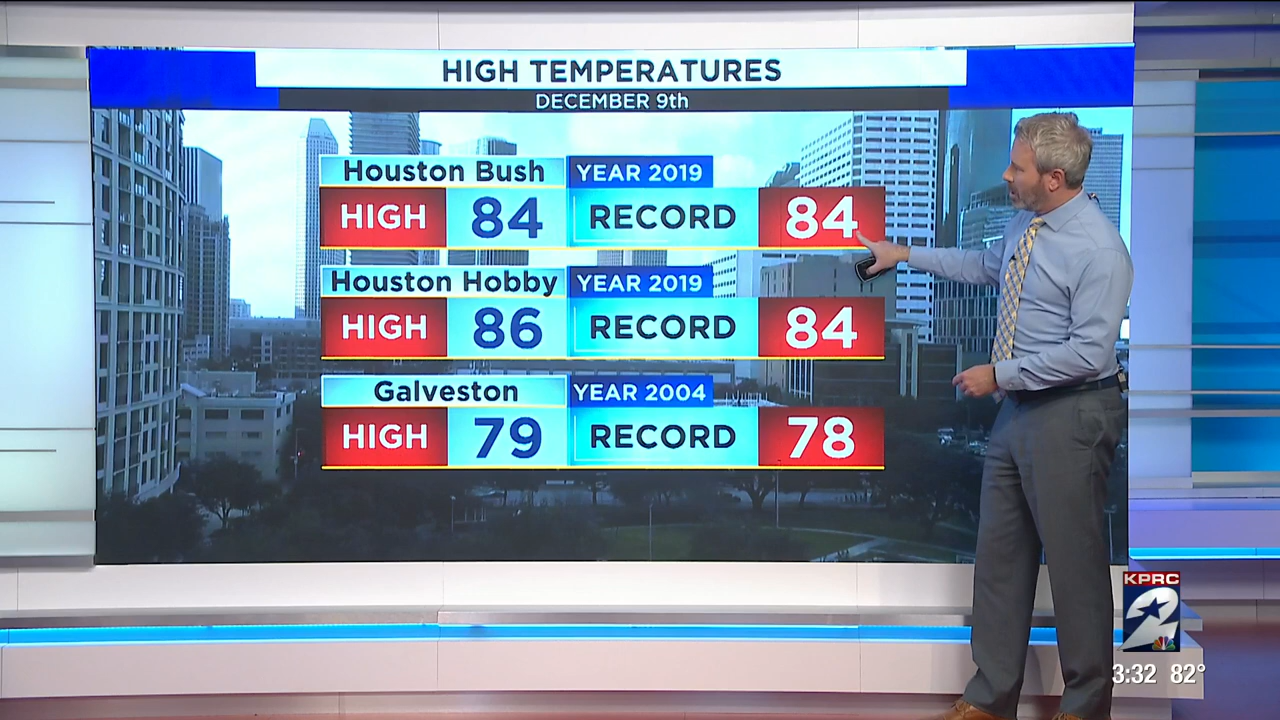 HIGH TEMPERATURES
DECEMBER 9th
Houston Bush YEAR 2019
HIGH 84 RECORD 84
Houston Hobby YEAR 2019
HIGH 86 RECORD 84
Galveston YEAR 2004
HIGH 79 RECORD 78
KPRC
2
3:32 82°